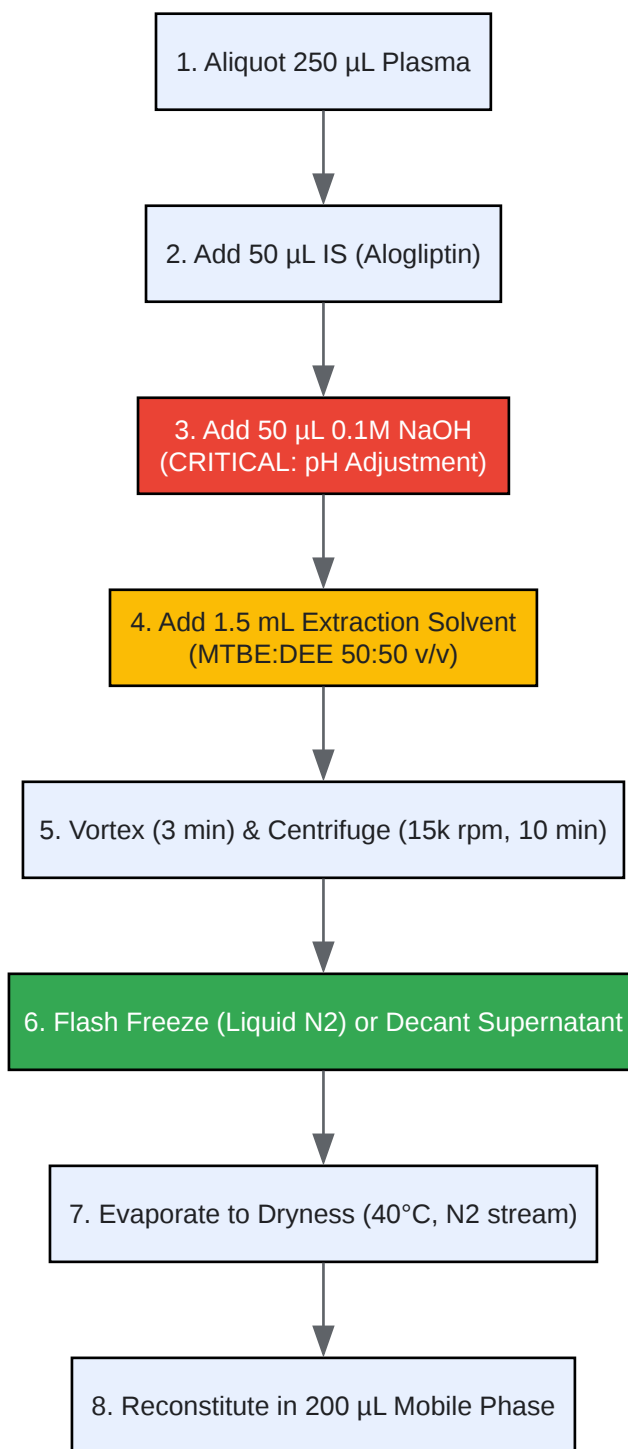 1. Aliquot 250 µL Plasma
2. Add 50 µL IS (Alogliptin)
3. Add 50 µL 0.1M NaOH
(CRITICAL: pH Adjustment)
4. Add 1.5 mL Extraction Solvent
(MTBE:DEE 50:50 v/v)
5. Vortex (3 min) & Centrifuge (15k rpm, 10 min)
6. Flash Freeze (Liquid N2) or Decant Supernatant
7. Evaporate to Dryness (40°C, N2 stream)
8. Reconstitute in 200 µL Mobile Phase